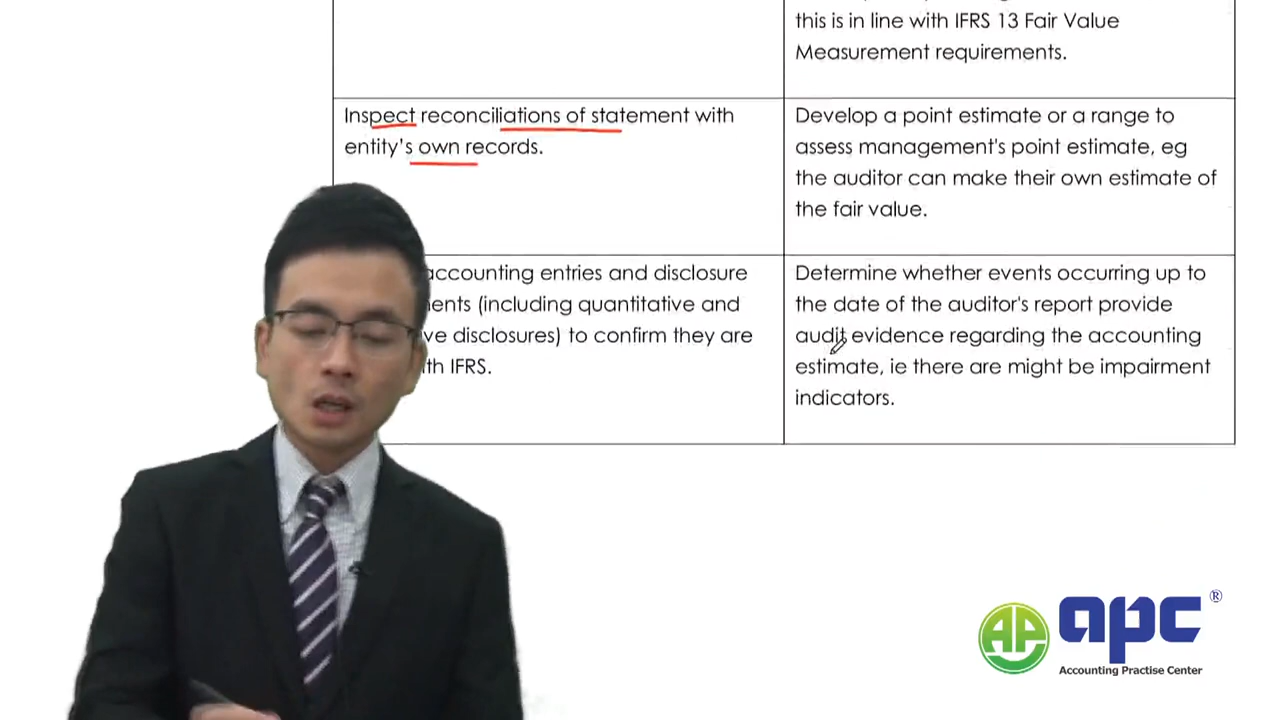 this is in line with IFRS 13 Fair Value
Measurement requirements.
Inspect reconciliations of statement with
entity's own records.
Develop a point estimate or a range to
assess management's point estimate, eg
the auditor can make their own estimate of
the fair value.
accounting entries and disclosure
(including quantitative and
disclosures) to confirm they are
IFRS.
Determine whether events occurring up to
the date of the auditor's report provide
audit evidence regarding the accounting
estimate, ie there are might be impairment
indicators.
AP
apc®
Accounting Practise Center